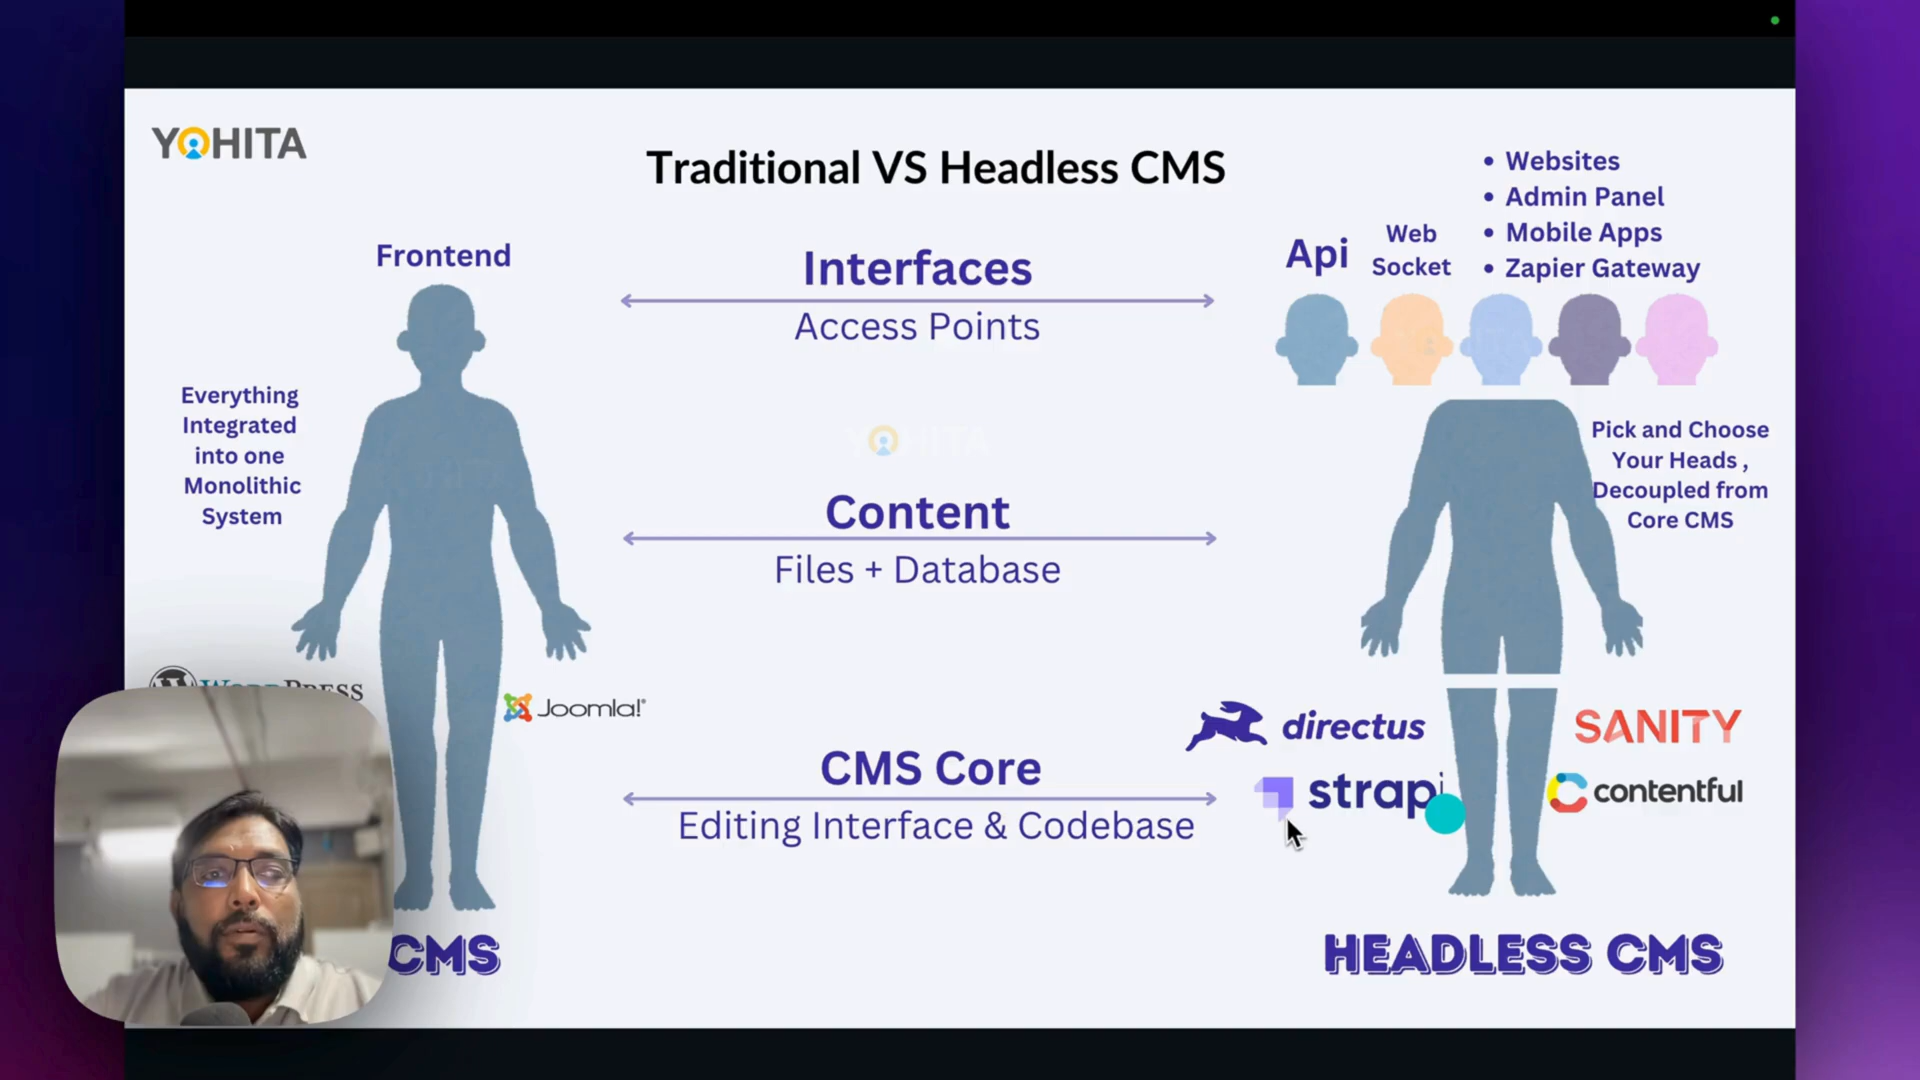 YOHITA
Traditional VS Headless CMS
• Websites
• Admin Panel
• Mobile Apps
• Zapier Gateway
Api
Web
Socket
Frontend
Interfaces
Access Points
Everything
Integrated
into one
Monolithic
System
Pick and Choose
Your Heads ,
Decoupled from
Core CMS
YOHITA
Content
Files + Database
WORDPRESS
Joomla!
directus
SANITY
strapi
contentful
CMS Core
Editing Interface & Codebase
CMS
HEADLESS CMS